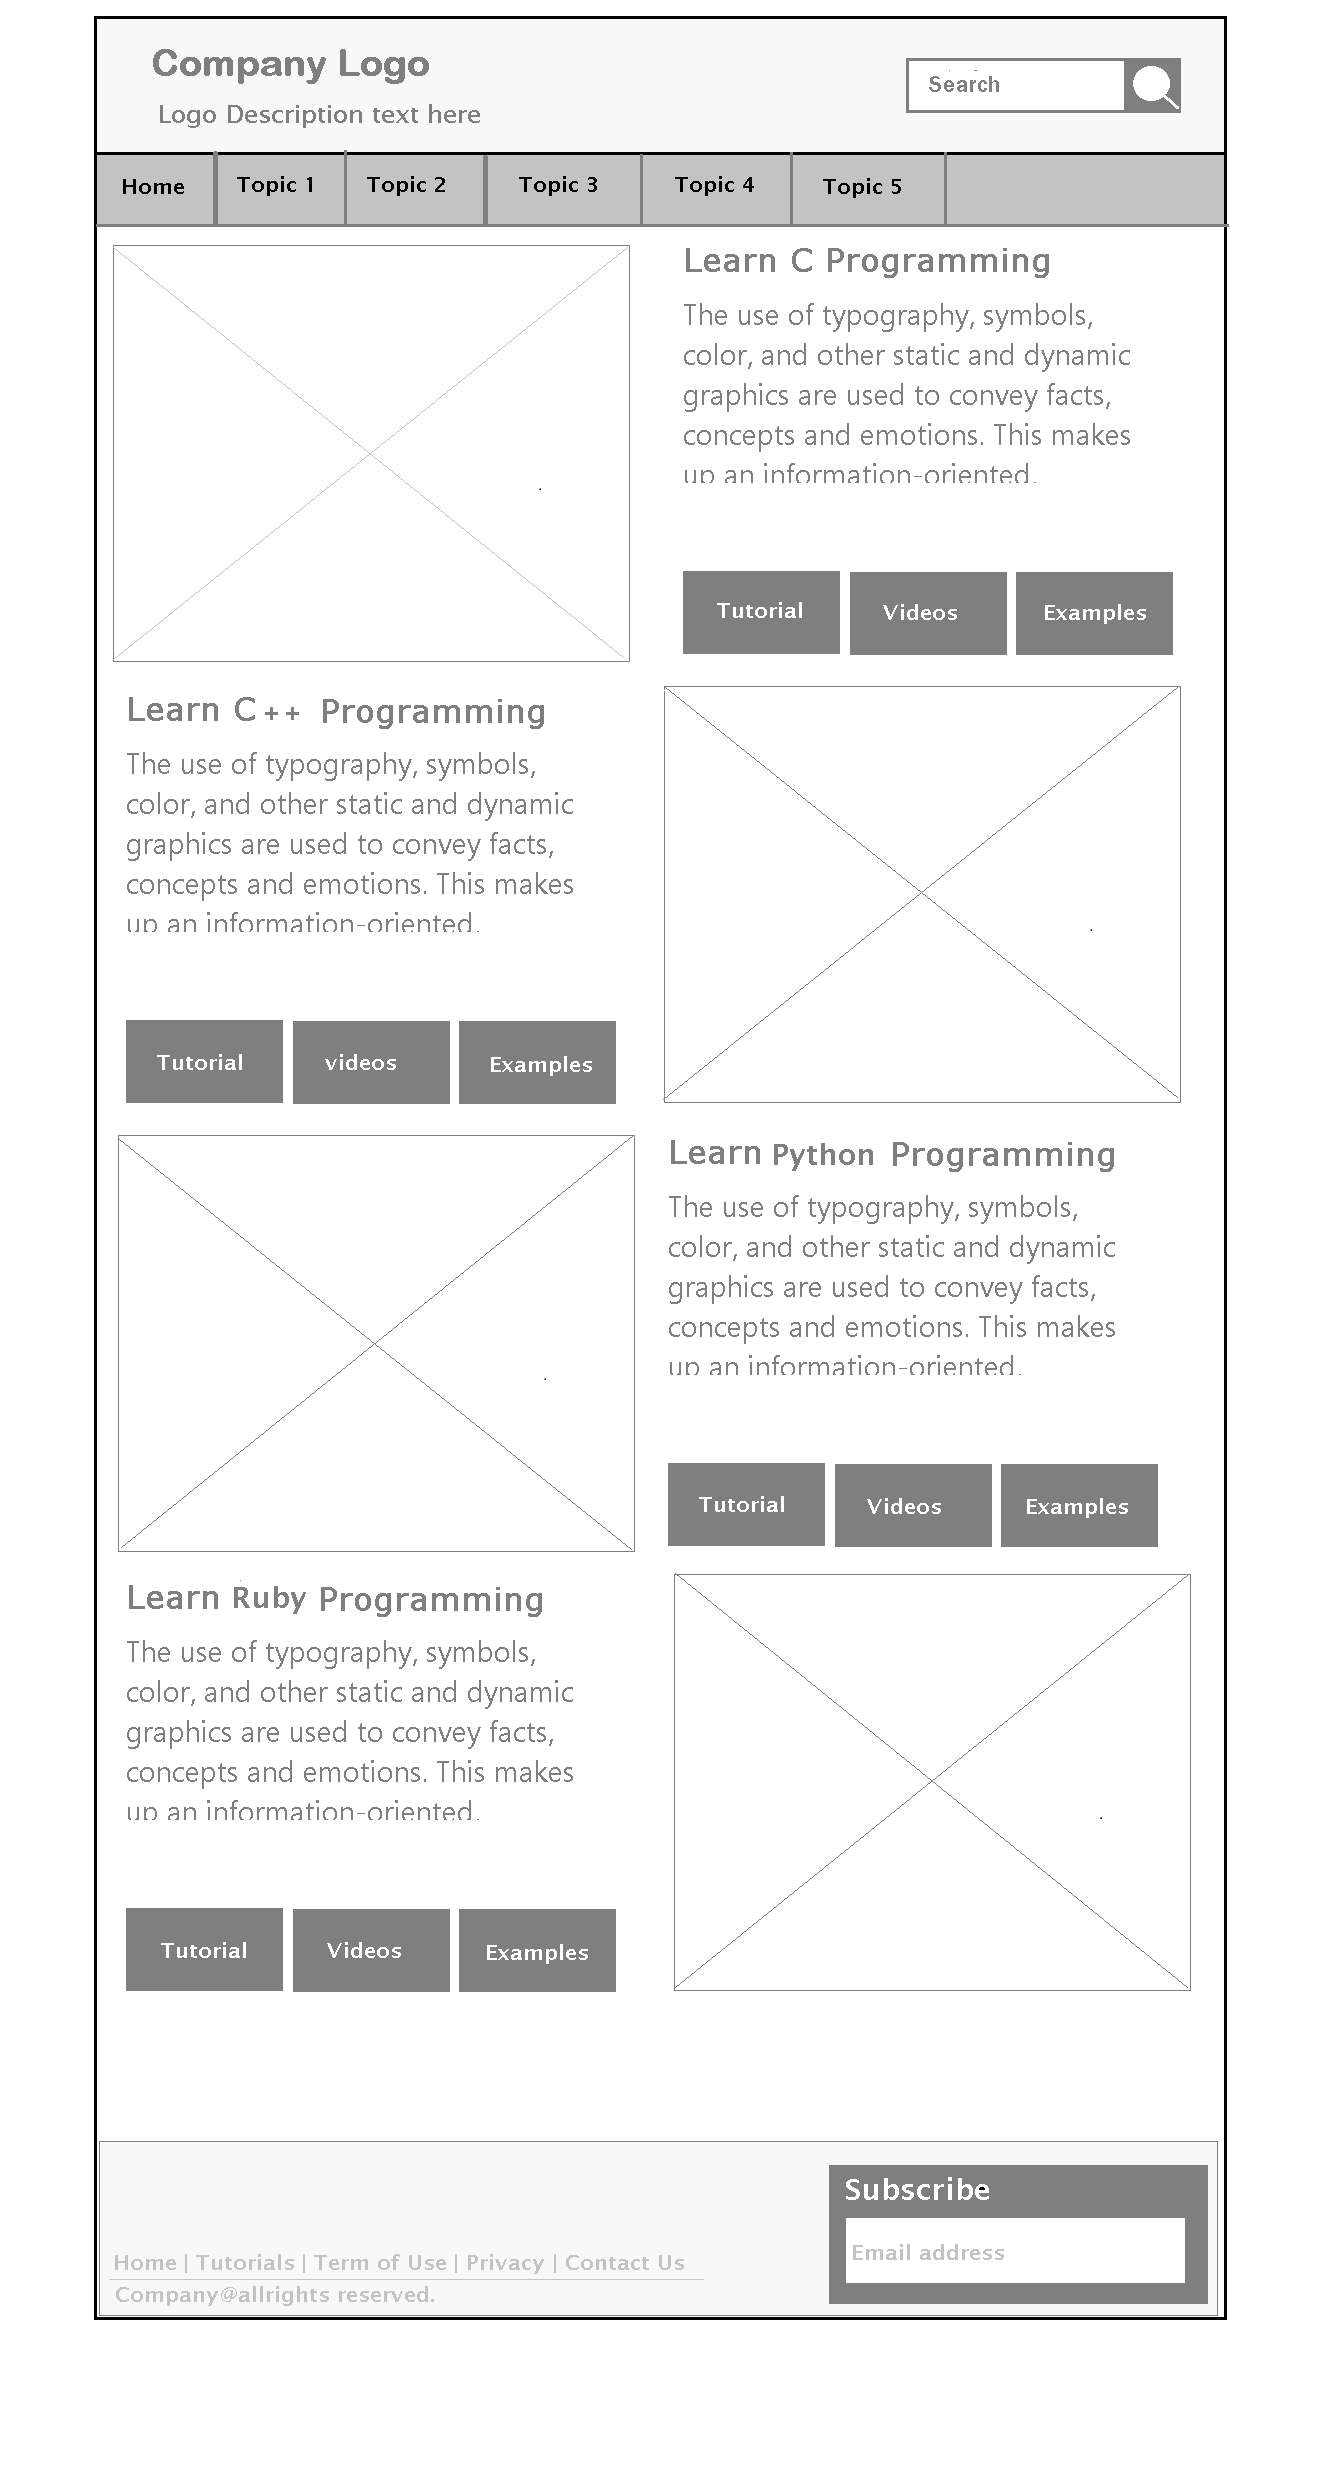 Company Logo
Logo Description text here
Search
Home
Topic 1
Topic 2
Topic 3
Topic 4
Topic 5
Learn C Programming
The use of typography, symbols,
color, and other static and dynamic
graphics are used to convey facts,
concepts and emotions. This makes
up an information-oriented.
Tutorial
Videos
Examples
Learn C++ Programming
The use of typography, symbols,
color, and other static and dynamic
graphics are used to convey facts,
concepts and emotions. This makes
up an information-oriented.
Tutorial
videos
Examples
Learn Python Programming
The use of typography, symbols,
color, and other static and dynamic
graphics are used to convey facts,
concepts and emotions. This makes
up an information-oriented.
Tutorial
Videos
Examples
Learn Ruby Programming
The use of typography, symbols,
color, and other static and dynamic
graphics are used to convey facts,
concepts and emotions. This makes
up an information-oriented.
Tutorial
Videos
Examples
Subscribe
Email address
Home | Tutorials | Term of Use | Privacy | Contact Us
Company@allrights reserved.